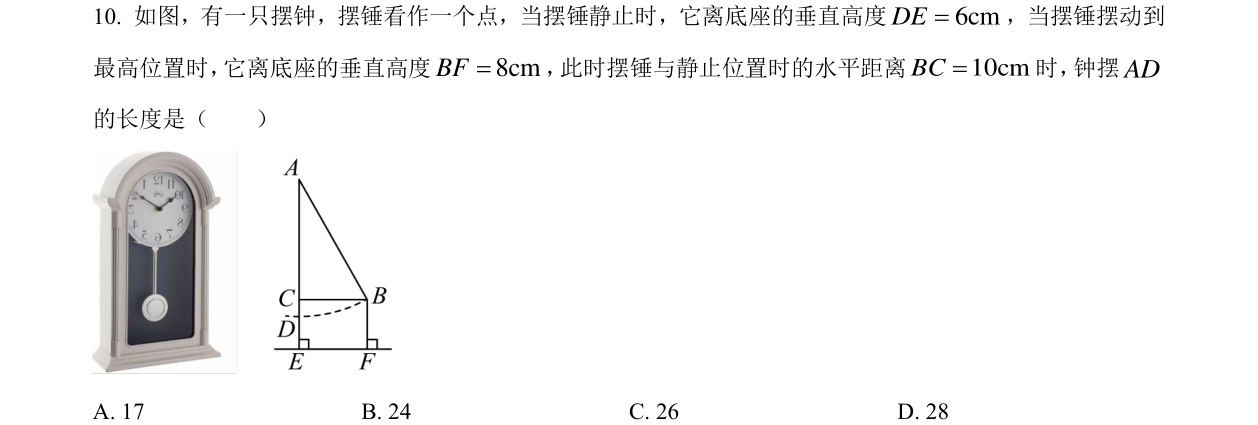 10. 如图，有一只摆钟，摆锤看作一个点，当摆锤静止时，它离底座的垂直高度 DE = 6cm，当摆锤摆动到
最高位置时，它离底座的垂直高度 BF = 8cm，此时摆锤与静止位置时的水平距离 BC = 10cm 时，钟摆 AD
的长度是（　　）
A
C
B
D
E
F
A. 17
B. 24
C. 26
D. 28